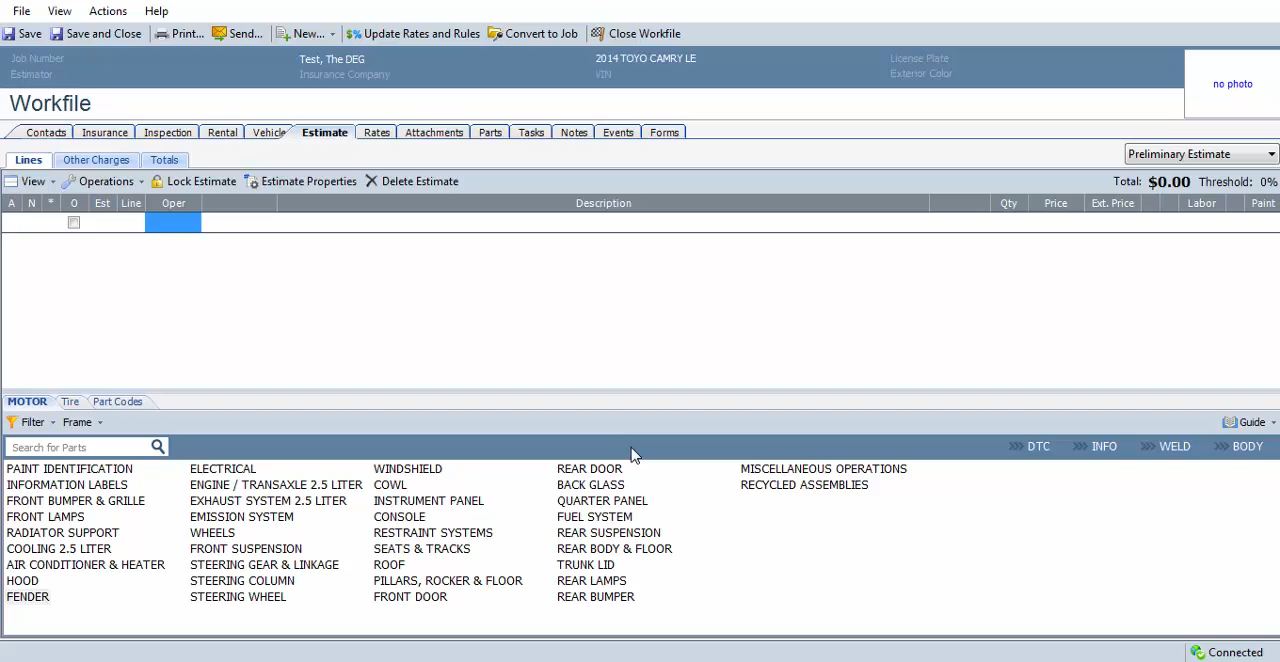 File View Actions Help
Save Save and Close Print... Send... New... $% Update Rates and Rules Convert to Job Close Workfile
Job Number Test, The DEG 2014 TOYO CAMRY LE License Plate
Estimator Insurance Company VIN Exterior Color
no photo
Workfile
Contacts Insurance Inspection Rental Vehicle Estimate Rates Attachments Parts Tasks Notes Events Forms
Lines Other Charges Totals Preliminary Estimate
View Operations Lock Estimate Estimate Properties Delete Estimate Total: $0.00 Threshold: 0%
A N * O Est Line Oper Description Qty Price Ext. Price Labor Paint
MOTOR Tire Part Codes
Filter Frame Guide
Search for Parts >>> DTC >>> INFO >>> WELD >>> BODY
PAINT IDENTIFICATION ELECTRICAL WINDSHIELD REAR DOOR MISCELLANEOUS OPERATIONS
INFORMATION LABELS ENGINE / TRANSAXLE 2.5 LITER COWL BACK GLASS RECYCLED ASSEMBLIES
FRONT BUMPER & GRILLE EXHAUST SYSTEM 2.5 LITER INSTRUMENT PANEL QUARTER PANEL
FRONT LAMPS EMISSION SYSTEM CONSOLE FUEL SYSTEM
RADIATOR SUPPORT WHEELS RESTRAINT SYSTEMS REAR SUSPENSION
COOLING 2.5 LITER FRONT SUSPENSION SEATS & TRACKS REAR BODY & FLOOR
AIR CONDITIONER & HEATER STEERING GEAR & LINKAGE ROOF TRUNK LID
HOOD STEERING COLUMN PILLARS, ROCKER & FLOOR REAR LAMPS
FENDER STEERING WHEEL FRONT DOOR REAR BUMPER
Connected